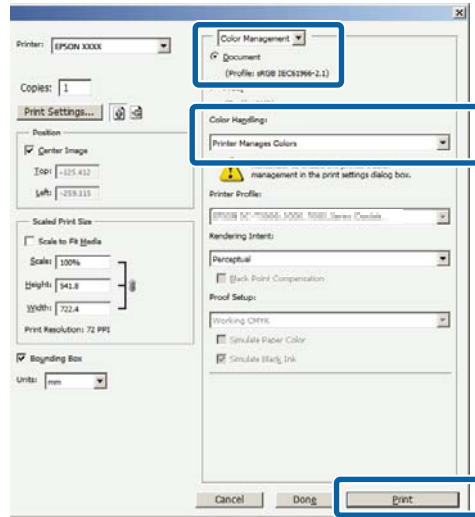 Printer:
EPSON XXXX
Copies:
1
Print Settings...
Position
Center Image
Top:
-125.412
Left:
-259.115
Scaled Print Size
Scale to Fit Media
Scale:
100%
Height:
541.8
Width:
722.4
Print Resolution: 72 PPI
Bounding Box
Units:
mm
Color Management
Document
(Profile: sRGB IEC61966-2.1)
Color Handling:
Printer Manages Colors
management in the print settings dialog box.
Printer Profile:
Rendering Intent:
Perceptual
Black Point Compensation
Proof Setup:
Working CMYK
Simulate Paper Color
Simulate Black Ink
Cancel
Done
Print